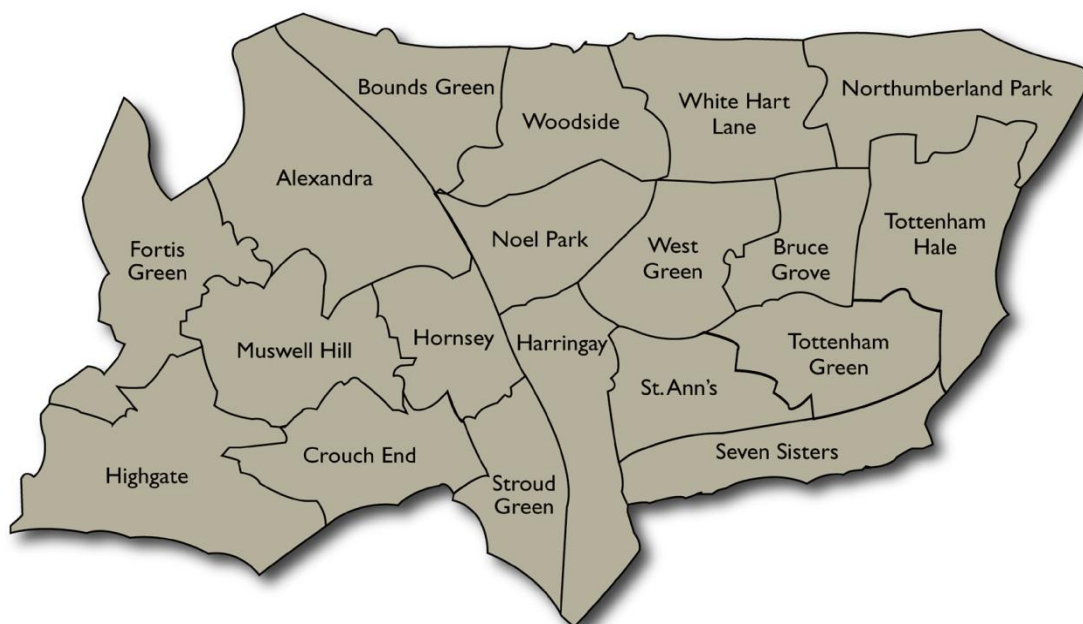 Bounds Green
Woodside
White Hart
Lane
Northumberland Park
Alexandra
Fortis
Green
Noel Park
West
Green
Bruce
Grove
Tottenham
Hale
Muswell Hill
Hornsey
Harringay
Tottenham
Green
St. Ann's
Highgate
Crouch End
Stroud
Green
Seven Sisters